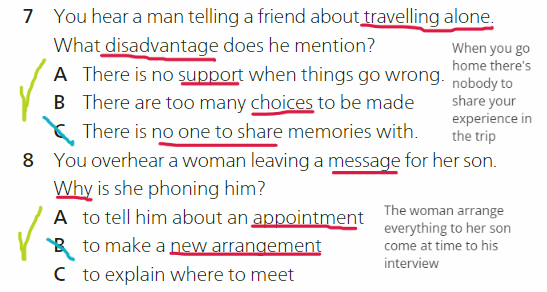 7 You hear a man telling a friend about travelling alone.
What disadvantage does he mention?
A There is no support when things go wrong.
B There are too many choices to be made
C There is no one to share memories with.
When you go
home there's
nobody to
share your
experience in
the trip
8 You overhear a woman leaving a message for her son.
Why is she phoning him?
A to tell him about an appointment
B to make a new arrangement
C to explain where to meet
The woman arrange
everything to her son
come at time to his
interview